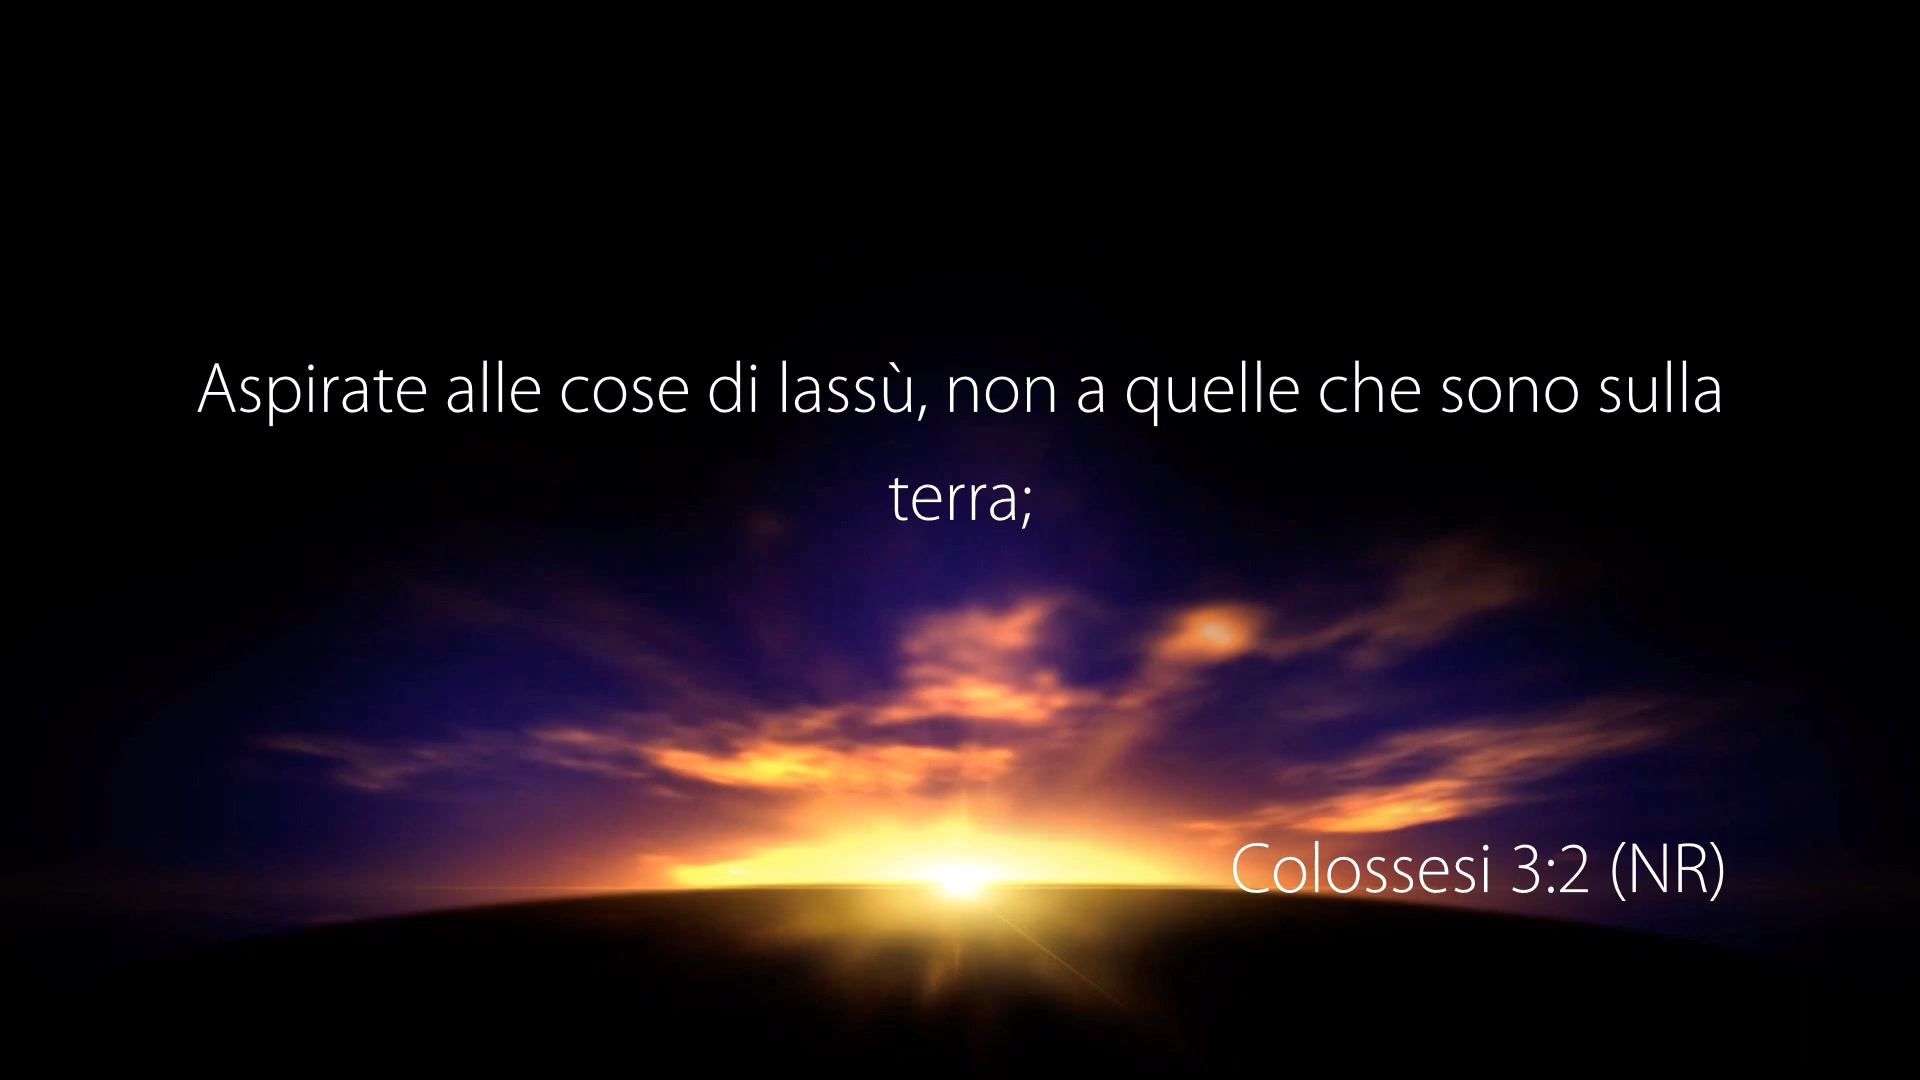 Aspirate alle cose di lassù, non a quelle che sono sulla
terra;
Colossesi 3:2 (NR)